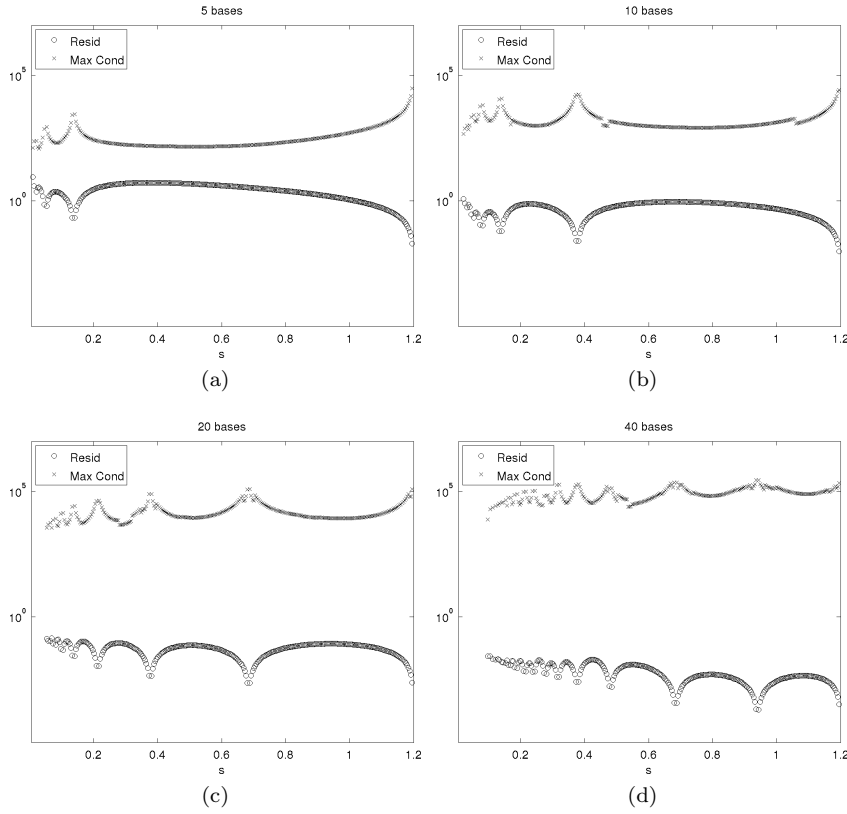 5 bases
Resid
Max Cond
10^5
10^0
0.2 0.4 0.6 0.8 1 1.2
s
(a)
10 bases
Resid
Max Cond
10^5
10^0
0.2 0.4 0.6 0.8 1 1.2
s
(b)
20 bases
Resid
Max Cond
10^5
10^0
0.2 0.4 0.6 0.8 1 1.2
s
(c)
40 bases
Resid
Max Cond
10^5
10^0
0.2 0.4 0.6 0.8 1 1.2
s
(d)